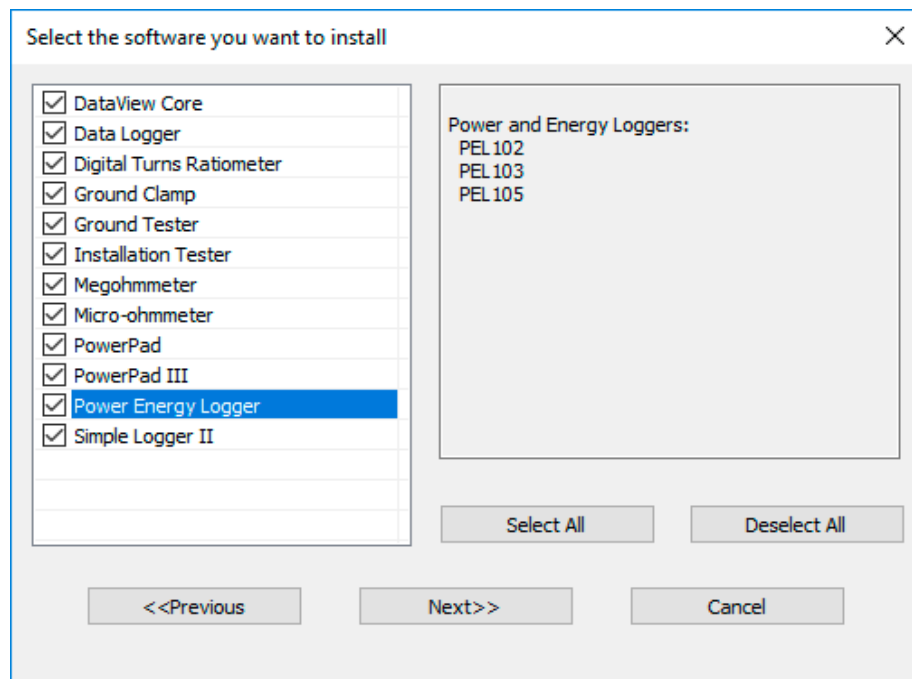 Select the software you want to install
DataView Core
Data Logger
Digital Turns Ratiometer
Ground Clamp
Ground Tester
Installation Tester
Megohmmeter
Micro-ohmmeter
PowerPad
PowerPad III
Power Energy Logger
Simple Logger II
Power and Energy Loggers:
PEL102
PEL103
PEL105
Select All
Deselect All
<<Previous
Next>>
Cancel